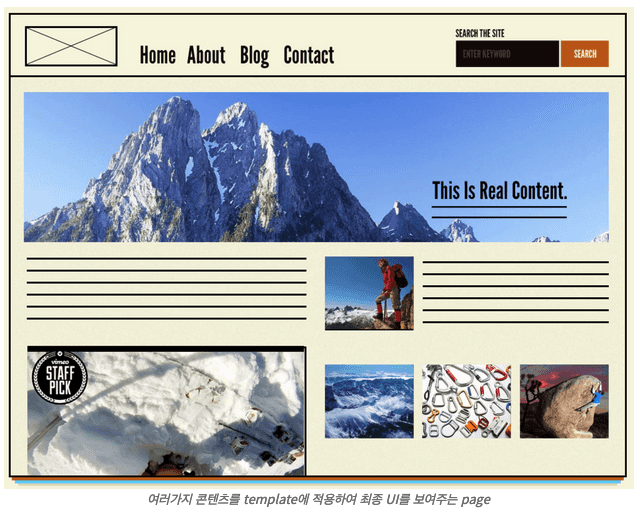 SEARCH THE SITE
Home About Blog Contact
ENTER KEYWORD
SEARCH
This Is Real Content.
vimeo
STAFF
PICK
여러가지 콘텐츠를 template에 적용하여 최종 UI를 보여주는 page